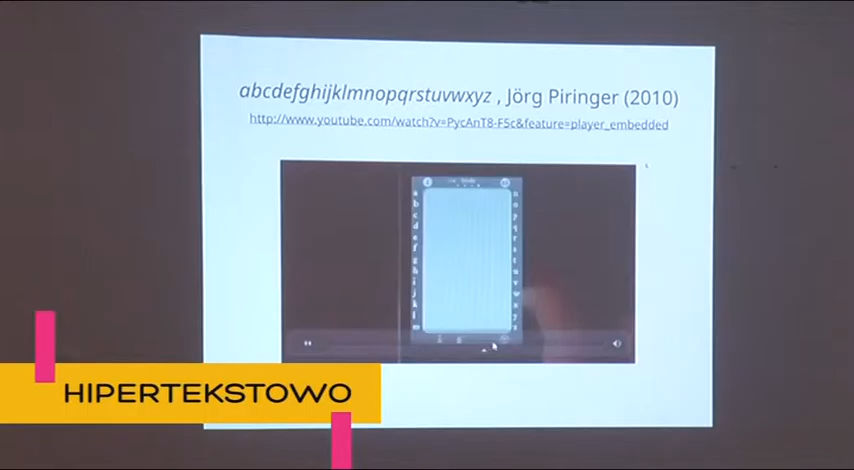 abcdefghijklmnopqrstuvwxyz , Jörg Piringer (2010)
http://www.youtube.com/watch?v=PycAnT8-F5c&feature=player_embedded
a
b
c
d
e
f
g
h
i
j
k
l
m
n
o
p
q
r
s
t
u
v
w
x
y
z
HIPERTEKSTOWO